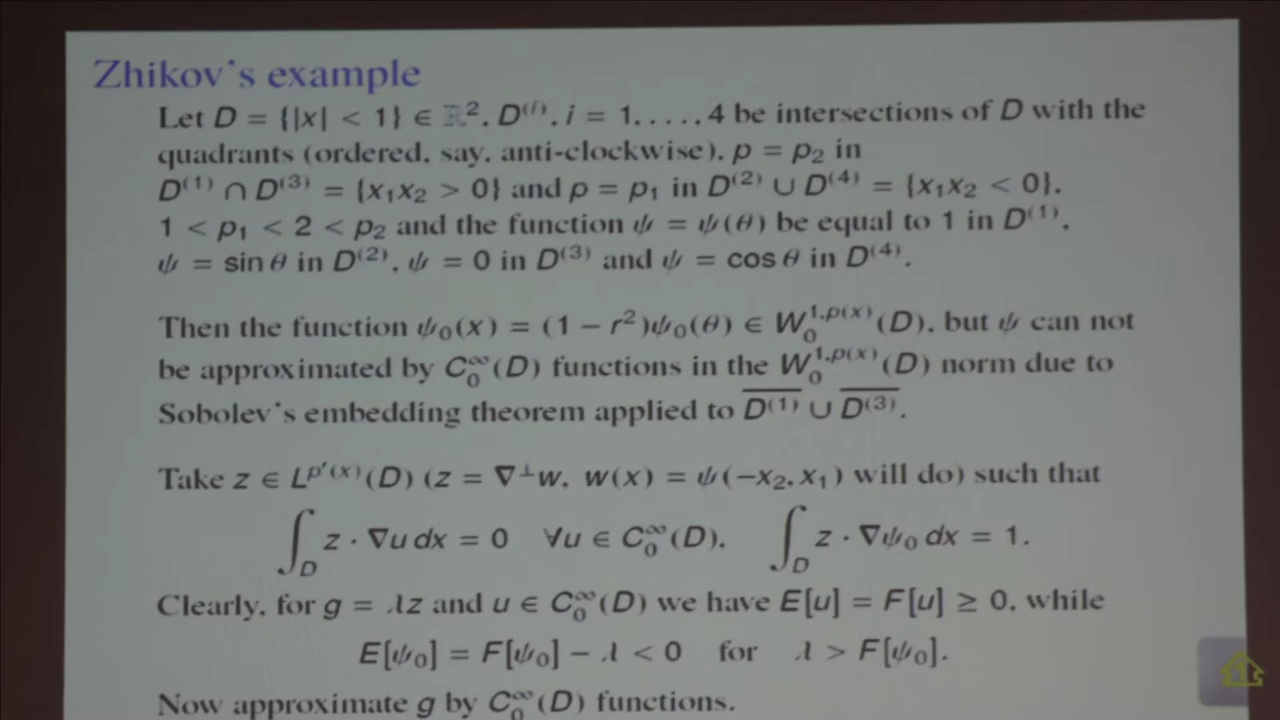 Zhikov's example
Let D = {|x| < 1} ∈ ℝ², D⁽ⁱ⁾, i = 1, . . . , 4 be intersections of D with the
quadrants (ordered, say, anti-clockwise), p = p₂ in
D⁽¹⁾ ∩ D⁽³⁾ = {x₁x₂ > 0} and p = p₁ in D⁽²⁾ ∪ D⁽⁴⁾ = {x₁x₂ < 0},
1 < p₁ < 2 < p₂ and the function ψ = ψ(θ) be equal to 1 in D⁽¹⁾,
ψ = sin θ in D⁽²⁾, ψ = 0 in D⁽³⁾ and ψ = cos θ in D⁽⁴⁾.
Then the function ψ₀(x) = (1 − r²)ψ₀(θ) ∈ W₀^{1,p(x)}(D), but ψ can not
be approximated by C₀^∞(D) functions in the W₀^{1,p(x)}(D) norm due to
Sobolev's embedding theorem applied to \overline{D⁽¹⁾} ∪ \overline{D⁽³⁾}.
Take z ∈ L^{p′(x)}(D) (z = ∇^⊥w, w(x) = ψ(−x₂, x₁) will do) such that
∫_D z · ∇u dx = 0 ∀u ∈ C₀^∞(D), ∫_D z · ∇ψ₀ dx = 1.
Clearly, for g = λz and u ∈ C₀^∞(D) we have E[u] = F[u] ≥ 0, while
E[ψ₀] = F[ψ₀] − λ < 0 for λ > F[ψ₀].
Now approximate g by C₀^∞(D) functions.